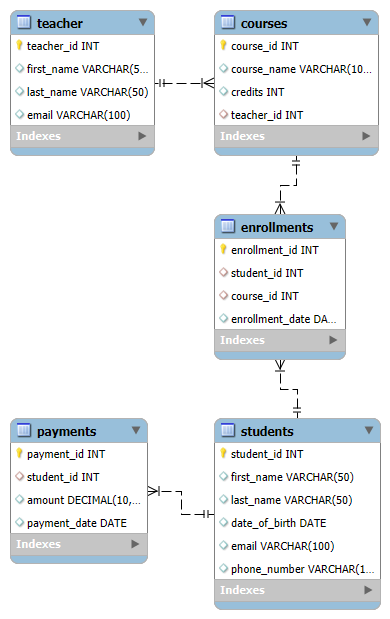 teacher
teacher_id INT
first_name VARCHAR(5...
last_name VARCHAR(50)
email VARCHAR(100)
Indexes
courses
course_id INT
course_name VARCHAR(10...
credits INT
teacher_id INT
Indexes
enrollments
enrollment_id INT
student_id INT
course_id INT
enrollment_date DA...
Indexes
payments
payment_id INT
student_id INT
amount DECIMAL(10,...
payment_date DATE
Indexes
students
student_id INT
first_name VARCHAR(50)
last_name VARCHAR(50)
date_of_birth DATE
email VARCHAR(100)
phone_number VARCHAR(1...
Indexes